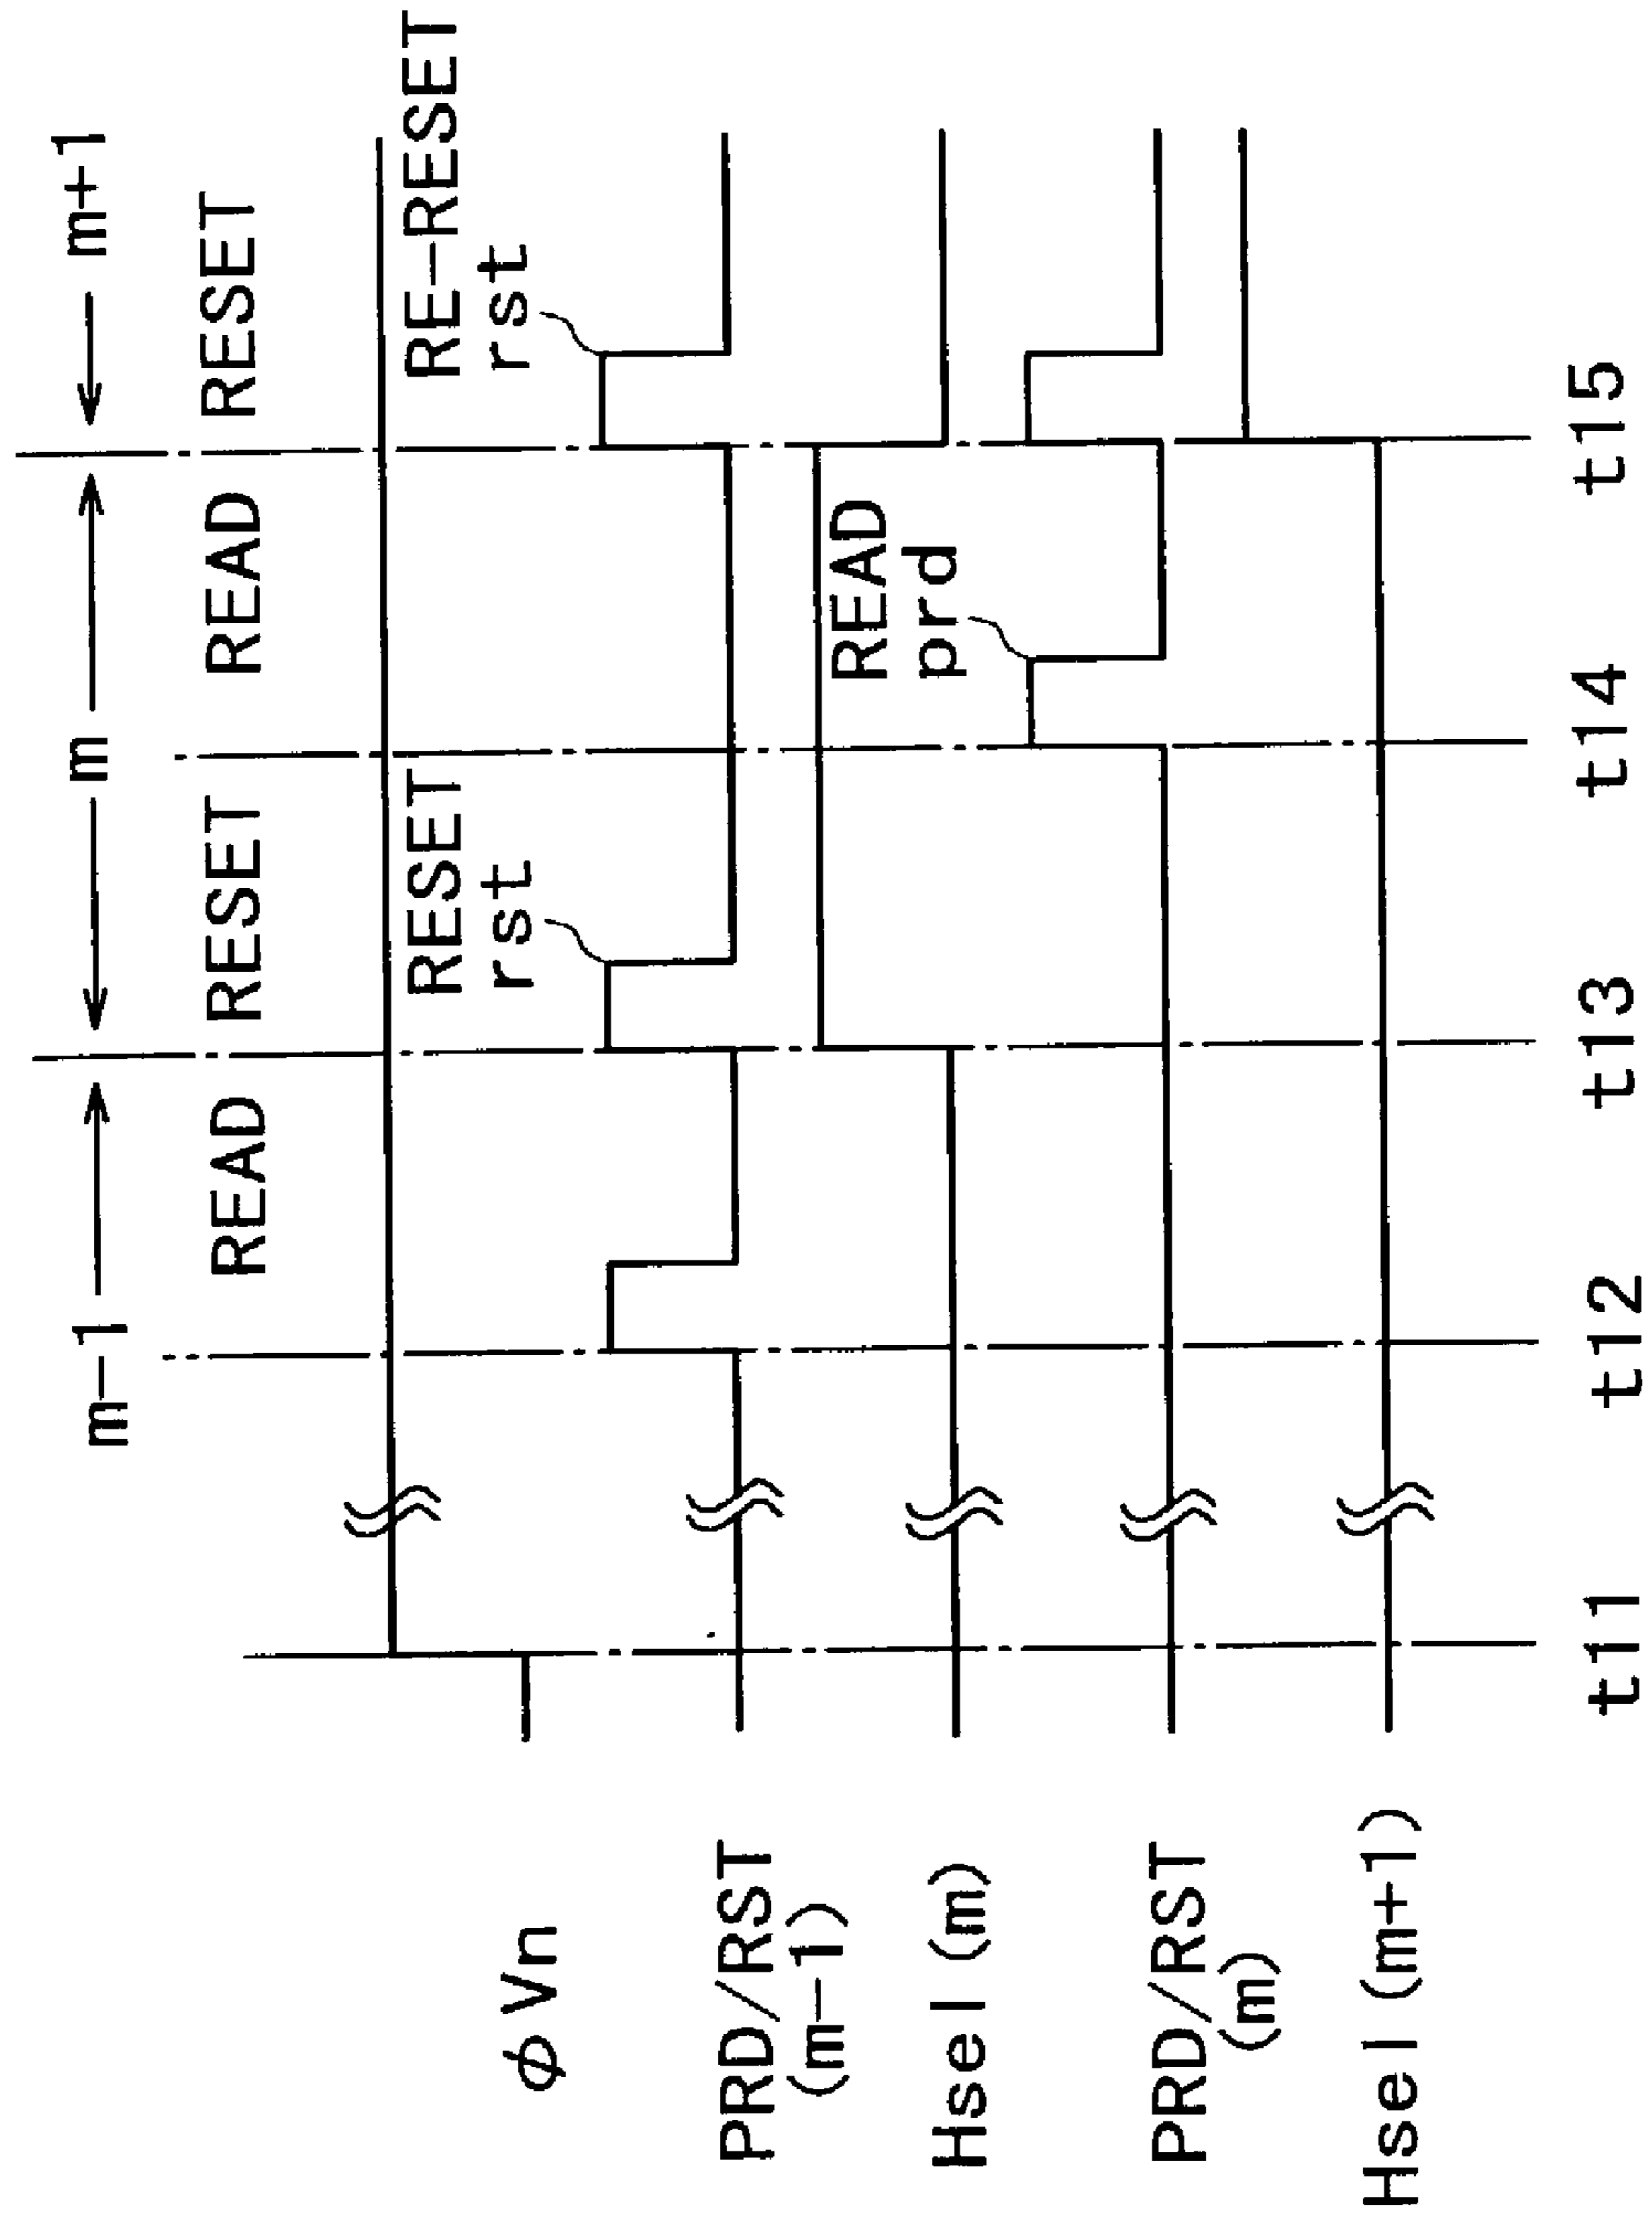 m-1 m m+1
READ RESET READ RESET
RESET RE-RESET
rst rst
φVn
PRD/RST
(m-1)
READ
prd
Hsel(m)
PRD/RST
(m)
Hsel(m+1)
t11 t12 t13 t14 t15